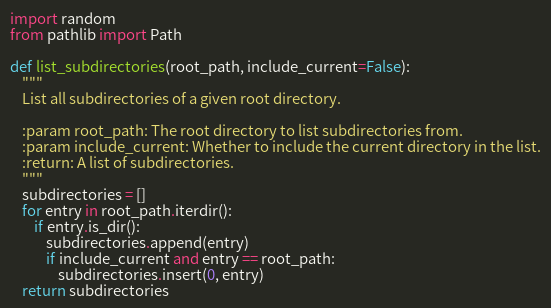 import random
from pathlib import Path

def list_subdirectories(root_path, include_current=False):
    """
    List all subdirectories of a given root directory.

    :param root_path: The root directory to list subdirectories from.
    :param include_current: Whether to include the current directory in the list.
    :return: A list of subdirectories.
    """
    subdirectories = []
    for entry in root_path.iterdir():
        if entry.is_dir():
            subdirectories.append(entry)
            if include_current and entry == root_path:
                subdirectories.insert(0, entry)
    return subdirectories